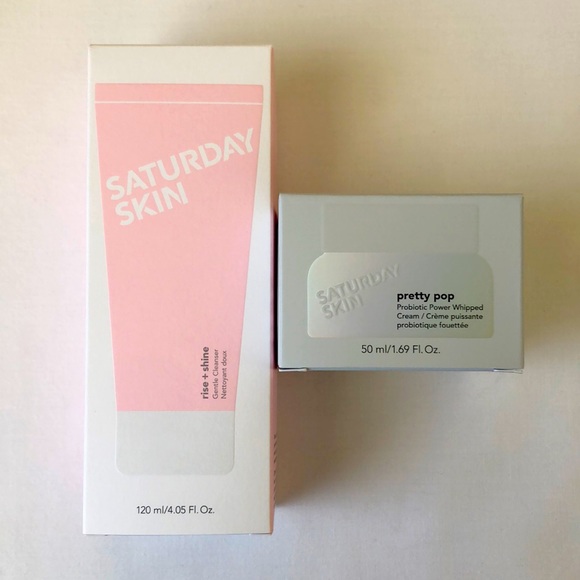 SATURDAY
SKIN
rise + shine
Gentle Cleanser
Nettoyant doux
120 ml/4.05 Fl. Oz.
SATURDAY
SKIN
pretty pop
Probiotic Power Whipped
Cream / Crème puissante
probiotique fouettée
50 ml/1.69 Fl. Oz.